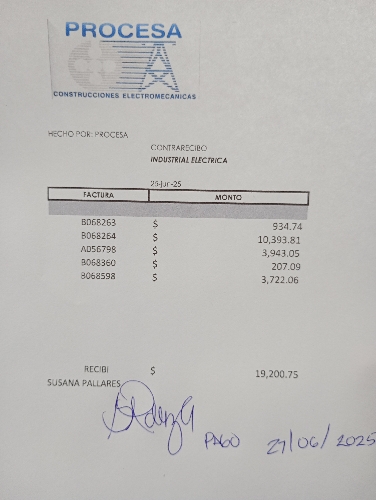 PROCESA
CONSTRUCCIONES ELECTROMECANICAS
HECHO POR: PROCESA
CONTRARECIBO
INDUSTRIAL ELECTRICA
25-jun-25
FACTURA MONTO
B068263 $ 934.74
B068264 $ 10,393.81
A056798 $ 3,943.05
B068360 $ 207.09
B068598 $ 3,722.06
RECIBI $ 19,200.75
SUSANA PALLARES
PAGO 27/06/2025